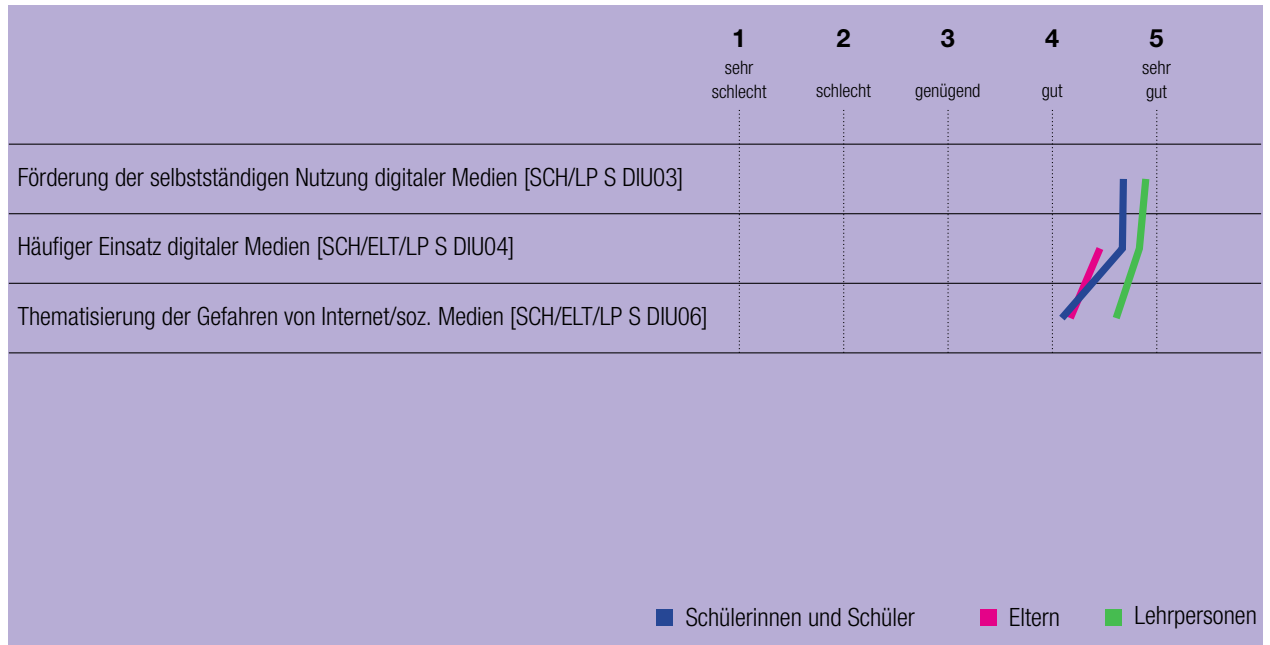 1 2 3 4 5
sehr sehr
schlecht schlecht genügend gut gut
Förderung der selbstständigen Nutzung digitaler Medien [SCH/LP S DIU03]
Häufiger Einsatz digitaler Medien [SCH/ELT/LP S DIU04]
Thematisierung der Gefahren von Internet/soz. Medien [SCH/ELT/LP S DIU06]
Schülerinnen und Schüler Eltern Lehrpersonen